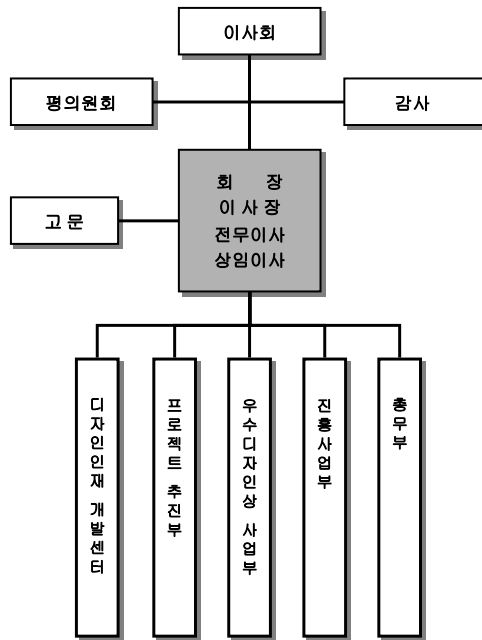 이사회
평의원회
감사
고 문
회 장
이 사 장
전무이사
상임이사
디자인인재 개발센터
프로젝트 추진부
우수디자인상 사업부
진흥사업부
총무부